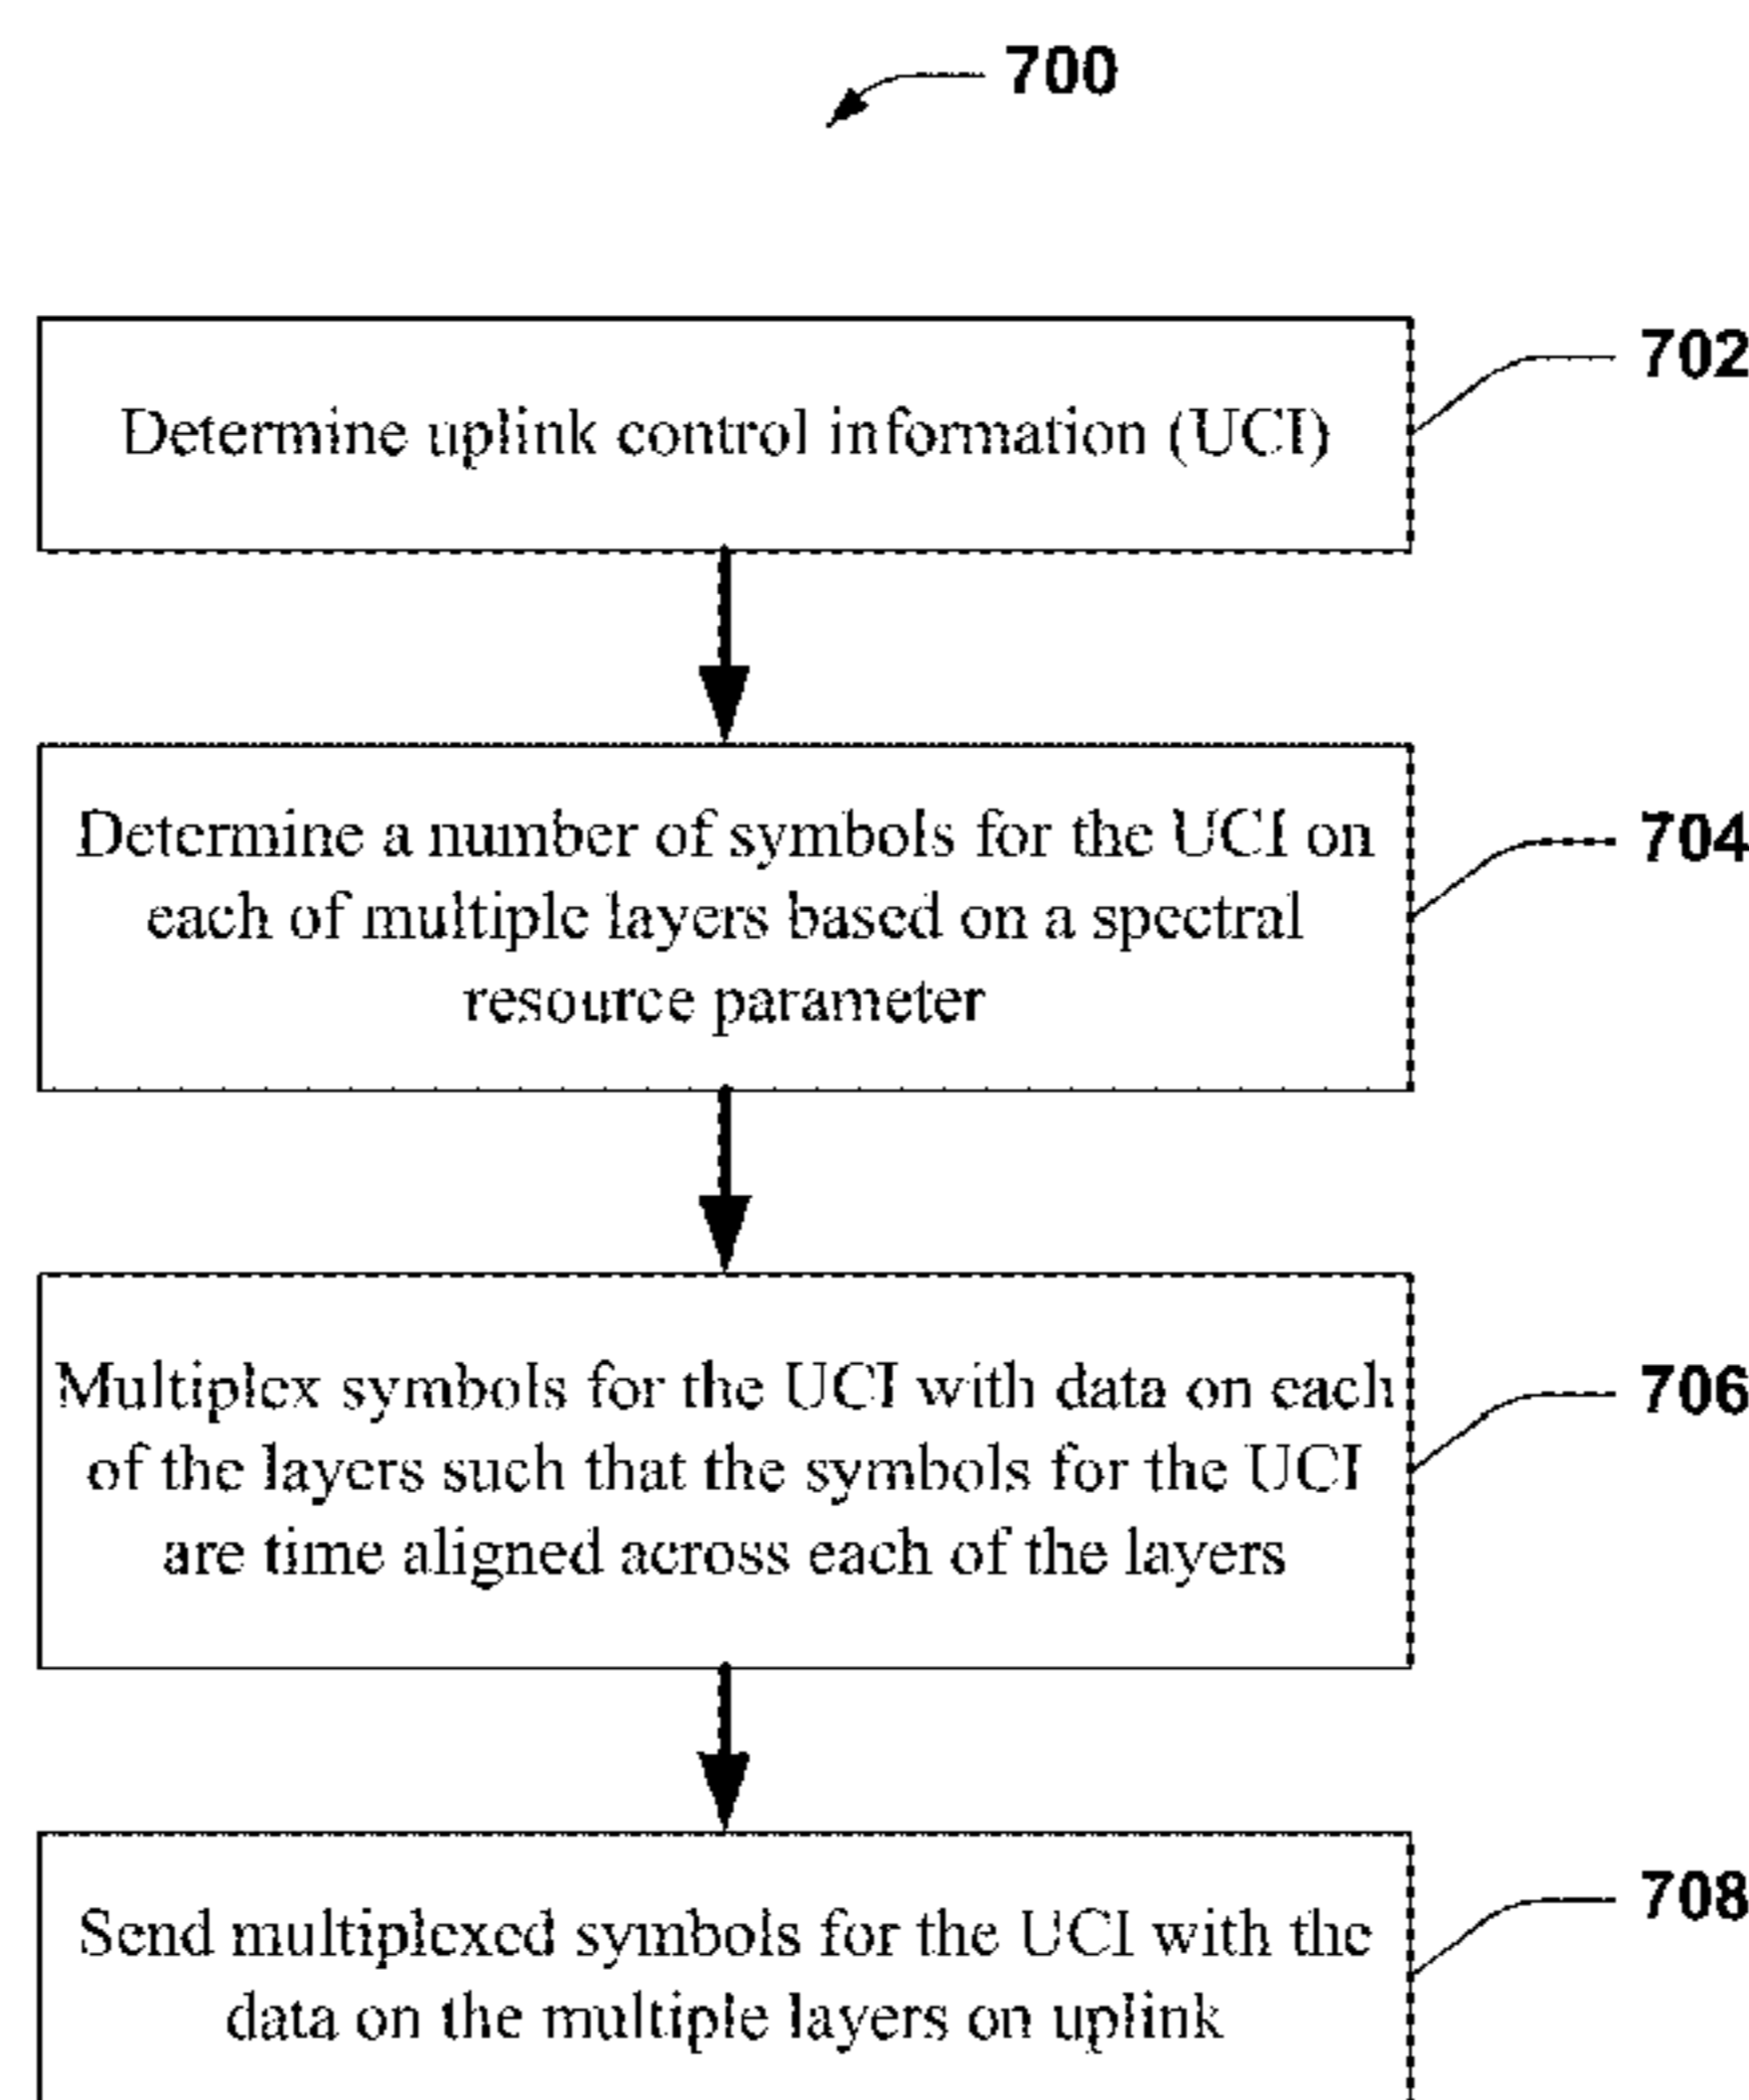 700
Determine uplink control information (UCI)
702
Determine a number of symbols for the UCI on
each of multiple layers based on a spectral
resource parameter
704
Multiplex symbols for the UCI with data on each
of the layers such that the symbols for the UCI
are time aligned across each of the layers
706
Send multiplexed symbols for the UCI with the
data on the multiple layers on uplink
708